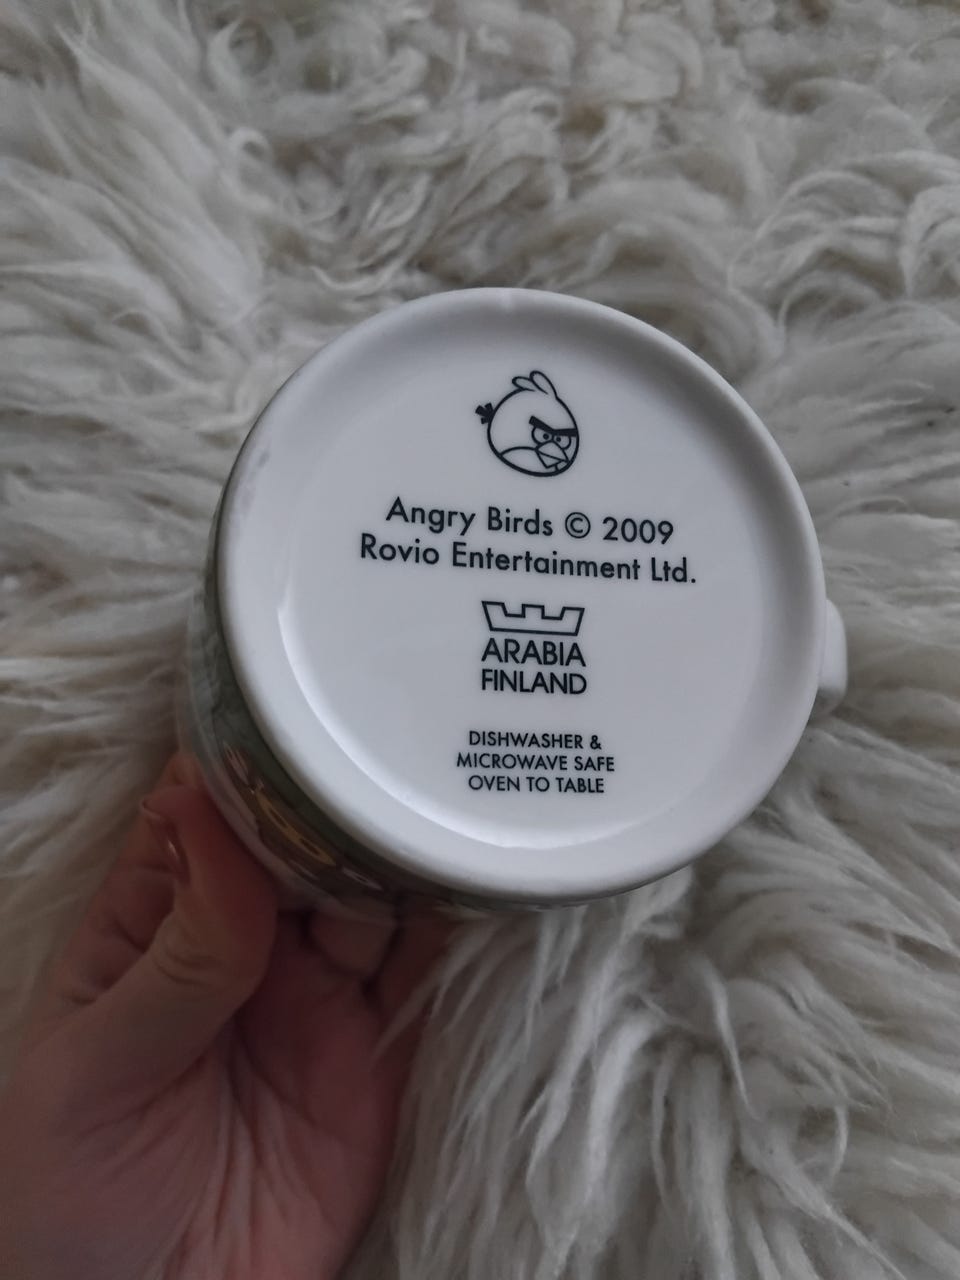 Angry Birds © 2009
Rovio Entertainment Ltd.
ARABIA
FINLAND
DISHWASHER &
MICROWAVE SAFE
OVEN TO TABLE